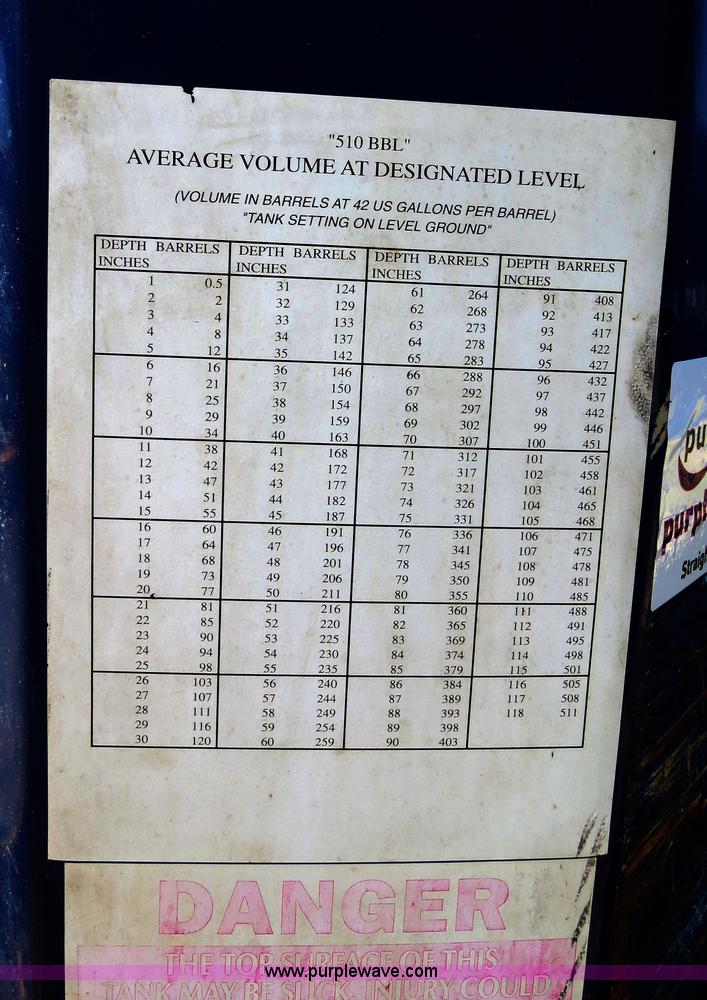 "510 BBL"
AVERAGE VOLUME AT DESIGNATED LEVEL
(VOLUME IN BARRELS AT 42 US GALLONS PER BARREL)
"TANK SETTING ON LEVEL GROUND"
DEPTH BARRELS DEPTH BARRELS DEPTH BARRELS DEPTH BARRELS
INCHES INCHES INCHES INCHES
1 0.5 31 124 61 264 91 408
2 2 32 129 62 268 92 413
3 4 33 133 63 273 93 417
4 8 34 137 64 278 94 422
5 12 35 142 65 283 95 427
6 16 36 146 66 288 96 432
7 21 37 150 67 292 97 437
8 25 38 154 68 297 98 442
9 29 39 159 69 302 99 446
10 34 40 163 70 307 100 451
11 38 41 168 71 312 101 455
12 42 42 172 72 317 102 458
13 47 43 177 73 321 103 461
14 51 44 182 74 326 104 465
15 55 45 187 75 331 105 468
16 60 46 191 76 336 106 471
17 64 47 196 77 341 107 475
18 68 48 201 78 345 108 478
19 73 49 206 79 350 109 481
20 77 50 211 80 355 110 485
21 81 51 216 81 360 111 488
22 85 52 220 82 365 112 491
23 90 53 225 83 369 113 495
24 94 54 230 84 374 114 498
25 98 55 235 85 379 115 501
26 103 56 240 86 384 116 505
27 107 57 244 87 389 117 508
28 111 58 249 88 393 118 511
29 116 59 254 89 398
30 120 60 259 90 403
pu
purpl
Straigh
DANGER
THE TOP SURFACE OF THIS
TANK MAY BE SLICK. INJURY COULD
www.purplewave.com